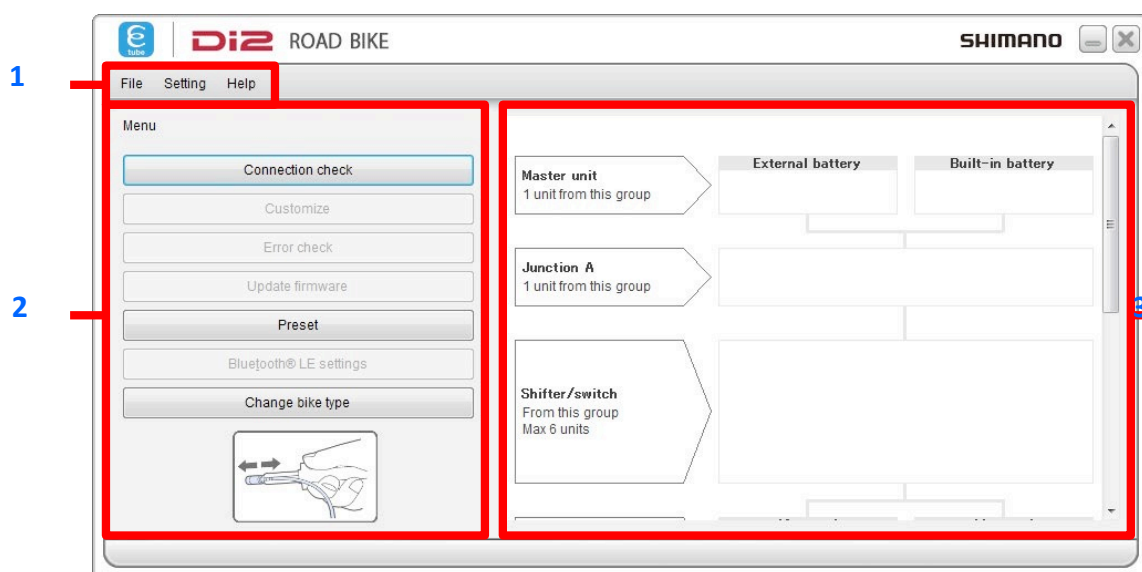 e
tube
Di2 ROAD BIKE
SHIMANO
1
File Setting Help
Menu
Connection check
Customize
Error check
Update firmware
Preset
Bluetooth® LE settings
Change bike type
2
Master unit
1 unit from this group
External battery
Built-in battery
Junction A
1 unit from this group
Shifter/switch
From this group
Max 6 units